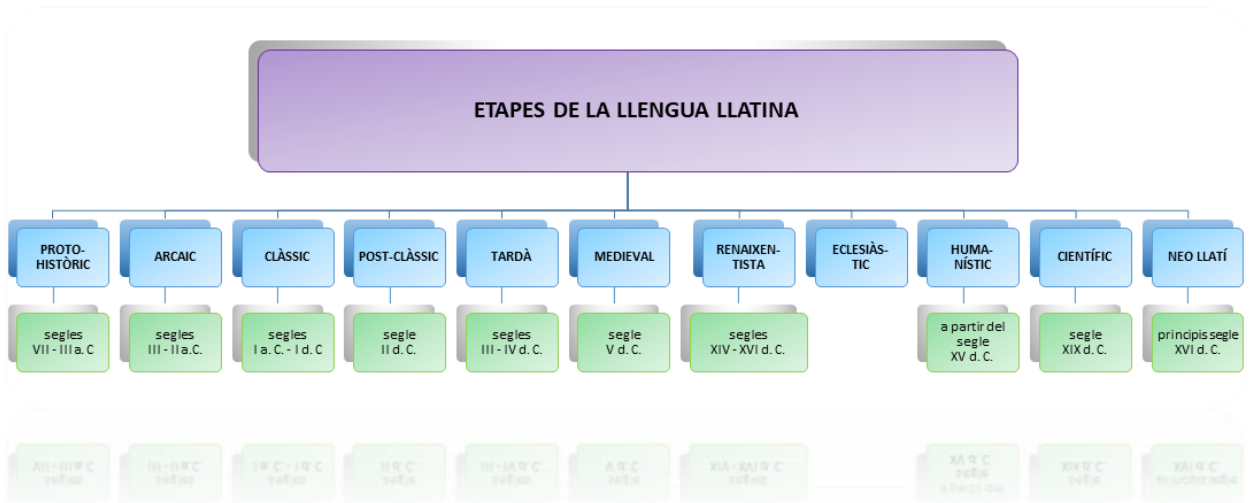 ETAPES DE LA LLENGUA LLATINA
PROTO-
HISTÒRIC
ARCAIC
CLÀSSIC
POST-CLÀSSIC
TARDÀ
MEDIEVAL
RENAIXEN-
TISTA
ECLESIÀS-
TIC
HUMA-
NÍSTIC
CIENTÍFIC
NEO LLATÍ
segles
VII - III a. C
segles
III - II a.C.
segles
I a. C. - I d. C
segle
II d. C.
segles
III - IV d. C.
segle
V d. C.
segles
XIV - XVI d. C.
a partir del
segle
XV d. C.
segle
XIX d. C.
principis segle
XVI d. C.